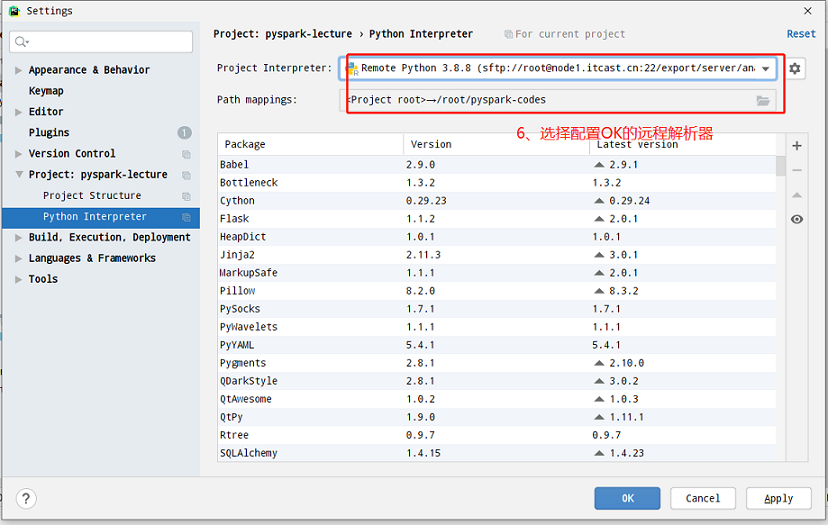 Settings
Project: pyspark-lecture › Python Interpreter
For current project
Reset
Appearance & Behavior
Keymap
Editor
Plugins
1
Version Control
Project: pyspark-lecture
Project Structure
Python Interpreter
Build, Execution, Deployment
Languages & Frameworks
Tools
Project Interpreter:
Remote Python 3.8.8 (sftp://root@node1.itcast.cn:22/export/server/ana
Path mappings:
<Project root>→/root/pyspark-codes
6、选择配置OK的远程解析器
Package Version Latest version
Babel 2.9.0 2.9.1
Bottleneck 1.3.2 1.3.2
Cython 0.29.23 0.29.24
Flask 1.1.2 2.0.1
HeapDict 1.0.1 1.0.1
Jinja2 2.11.3 3.0.1
MarkupSafe 1.1.1 2.0.1
Pillow 8.2.0 8.3.2
PySocks 1.7.1 1.7.1
PyWavelets 1.1.1 1.1.1
PyYAML 5.4.1 5.4.1
Pygments 2.8.1 2.10.0
QDarkStyle 2.8.1 3.0.2
QtAwesome 1.0.2 1.0.3
QtPy 1.9.0 1.11.1
Rtree 0.9.7 0.9.7
SQLAlchemy 1.4.15 1.4.23
?
OK
Cancel
Apply